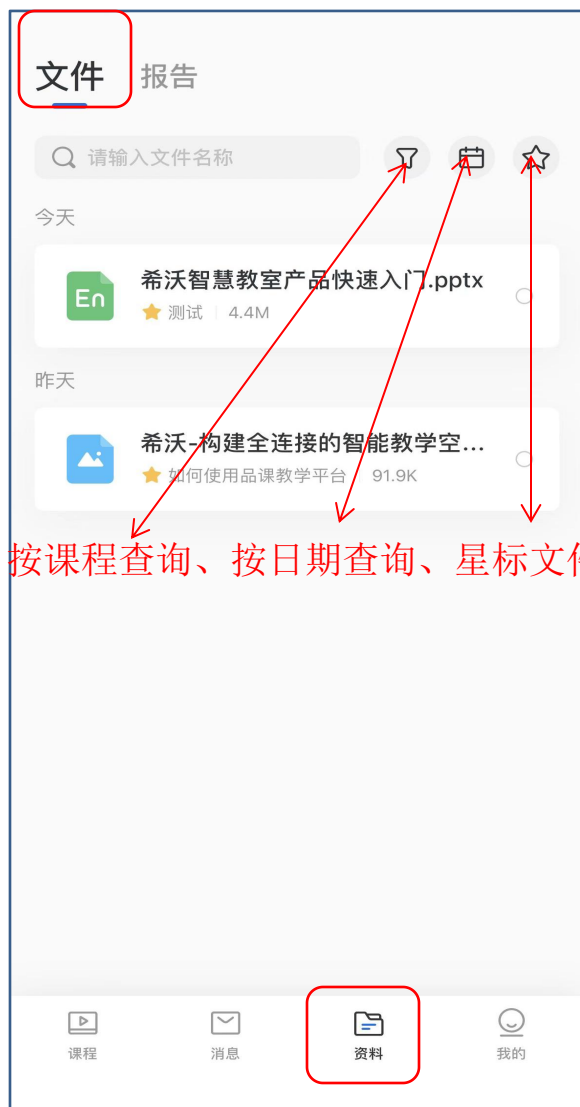 文件 报告
请输入文件名称
今天
En
希沃智慧教室产品快速入门.pptx
测试 4.4M
昨天
希沃-构建全连接的智能教学空...
如何使用品课教学平台 91.9K
按课程查询、按日期查询、星标文件
课程 消息 资料 我的